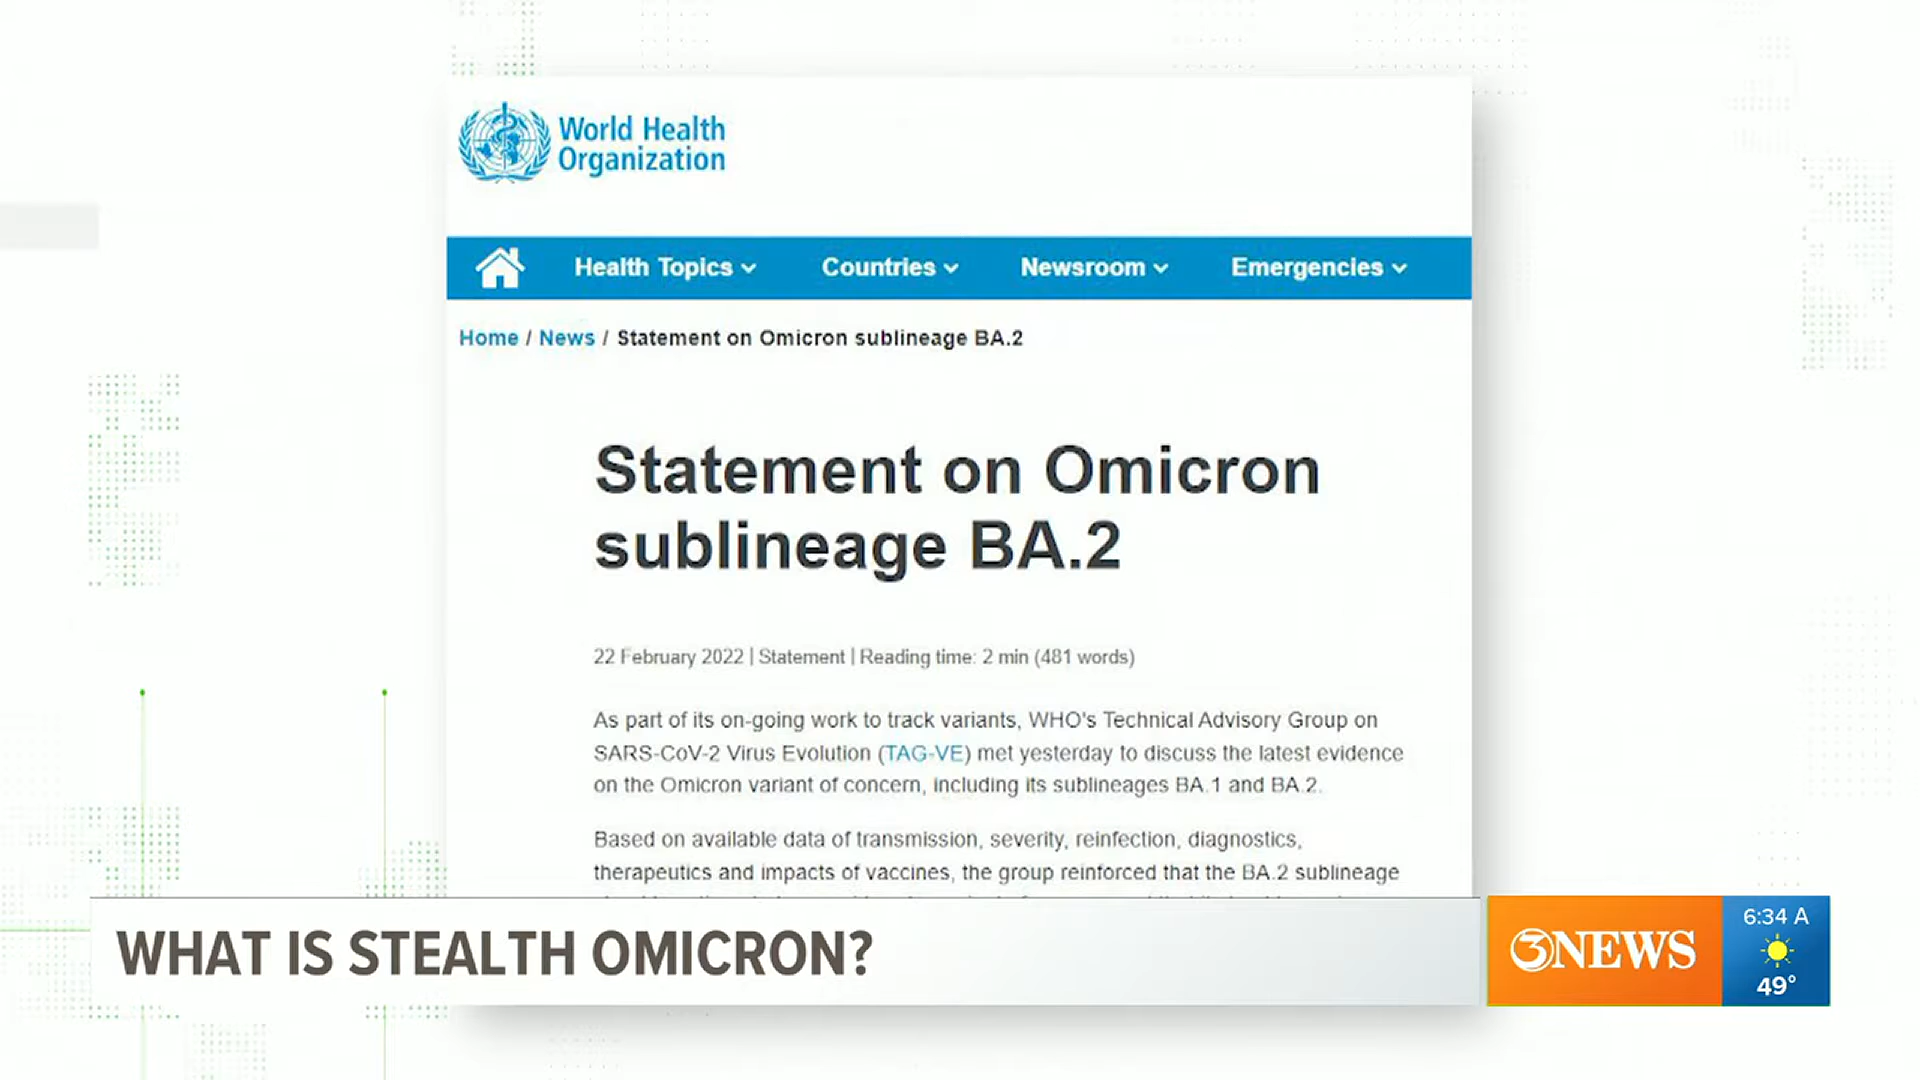 World Health
Organization
Health Topics
Countries
Newsroom
Emergencies
Home / News / Statement on Omicron sublineage BA.2
Statement on Omicron
sublineage BA.2
22 February 2022 | Statement | Reading time: 2 min (481 words)
As part of its on-going work to track variants, WHO's Technical Advisory Group on
SARS-CoV-2 Virus Evolution (TAG-VE) met yesterday to discuss the latest evidence
on the Omicron variant of concern, including its sublineages BA.1 and BA.2.
Based on available data of transmission, severity, reinfection, diagnostics,
therapeutics and impacts of vaccines, the group reinforced that the BA.2 sublineage
WHAT IS STEALTH OMICRON?
3NEWS
6:34 A
49°